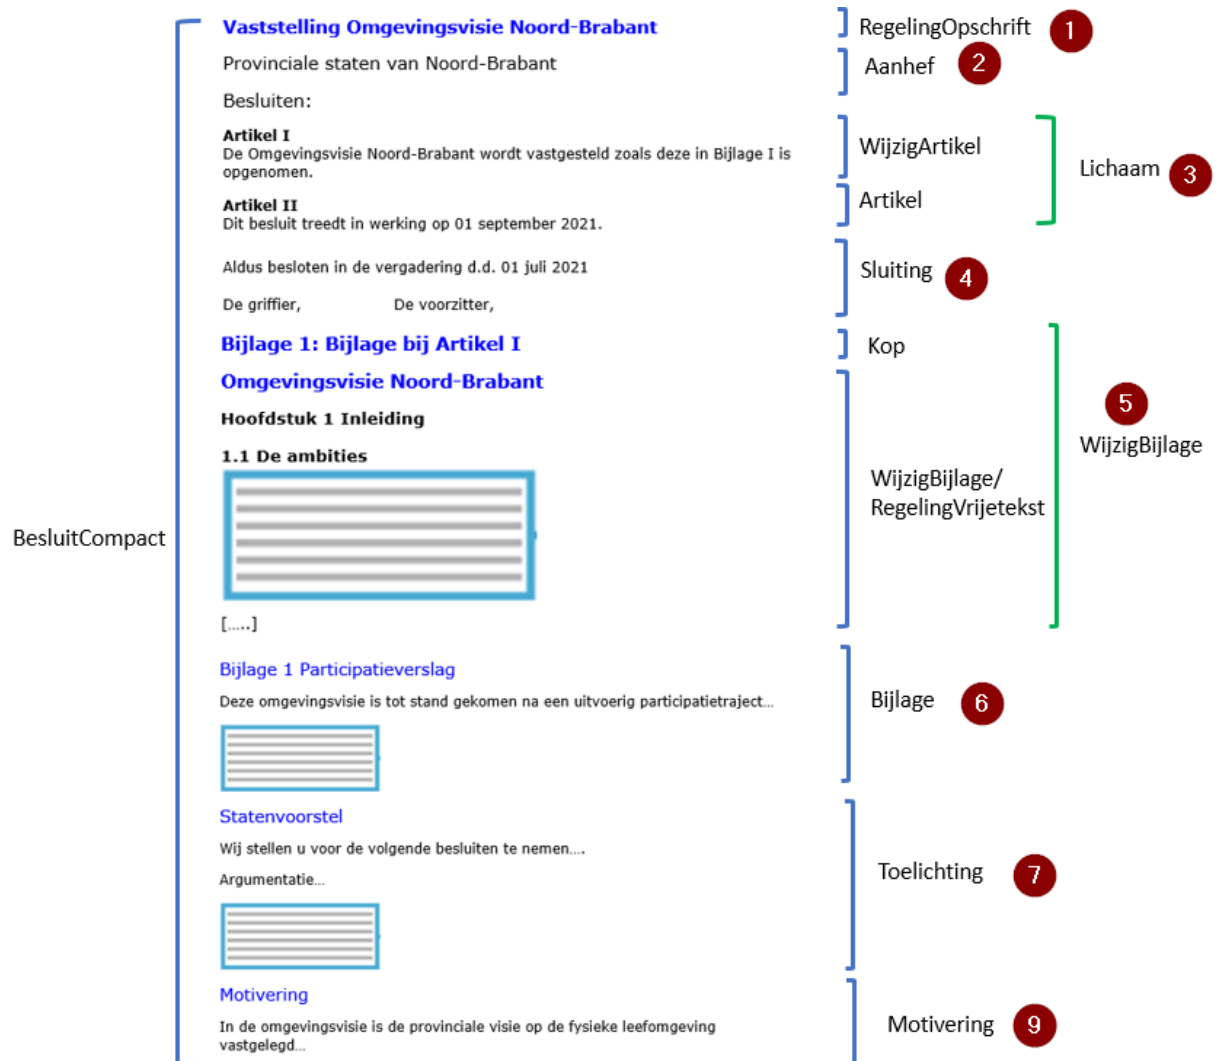 Vaststelling Omgevingsvisie Noord-Brabant
RegelingOpschrift 1
Provinciale staten van Noord-Brabant
Aanhef 2
Besluiten:
Artikel I
De Omgevingsvisie Noord-Brabant wordt vastgesteld zoals deze in Bijlage I is
opgenomen.
WijzigArtikel
Lichaam 3
Artikel II
Dit besluit treedt in werking op 01 september 2021.
Artikel
Aldus besloten in de vergadering d.d. 01 juli 2021
Sluiting 4
De griffier, De voorzitter,
Bijlage 1: Bijlage bij Artikel I
Kop
Omgevingsvisie Noord-Brabant
5
WijzigBijlage
Hoofdstuk 1 Inleiding
1.1 De ambities
WijzigBijlage/
RegelingVrijetekst
BesluitCompact
[.....]
Bijlage 1 Participatieverslag
Deze omgevingsvisie is tot stand gekomen na een uitvoerig participatietraject...
Bijlage 6
Statenvoorstel
Wij stellen u voor de volgende besluiten te nemen....
Argumentatie...
Toelichting 7
Motivering
In de omgevingsvisie is de provinciale visie op de fysieke leefomgeving
vastgelegd...
Motivering 9